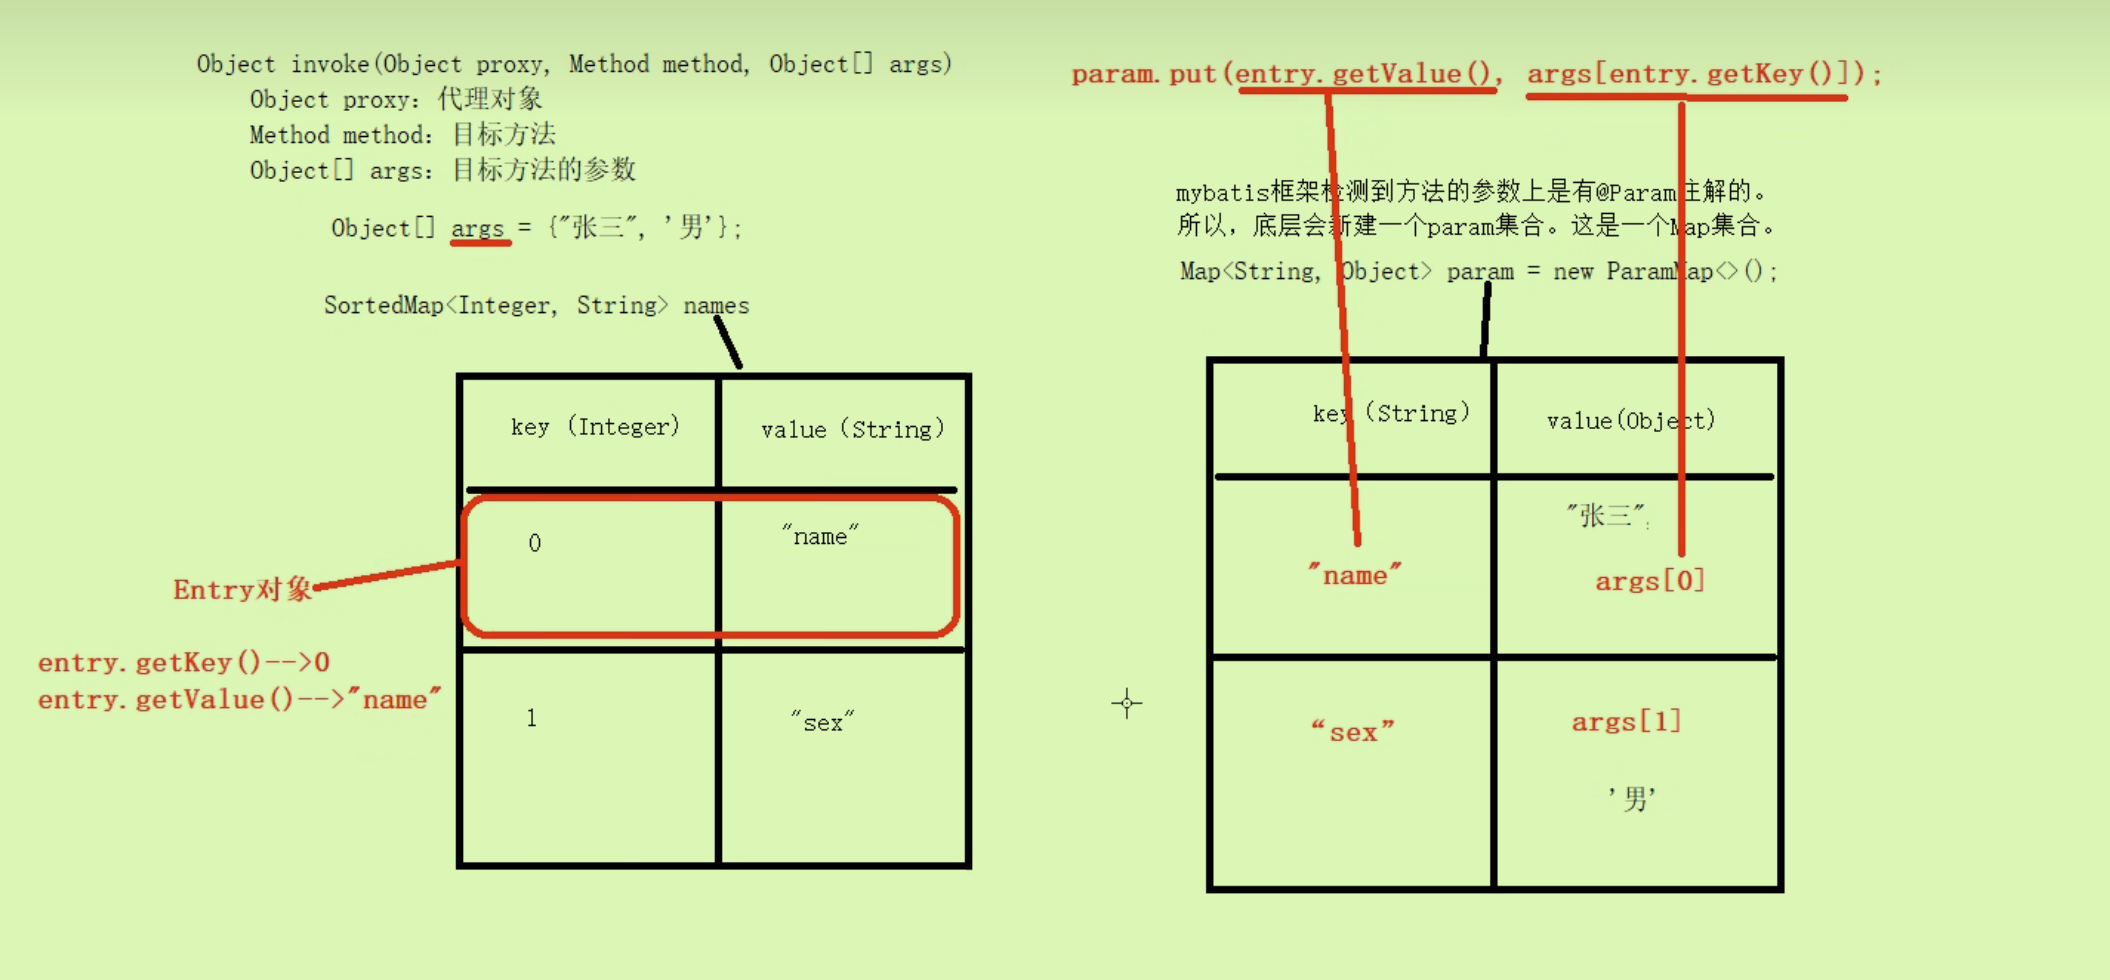 Object invoke(Object proxy, Method method, Object[] args)
Object proxy：代理对象
Method method：目标方法
Object[] args：目标方法的参数
Object[] args = {"张三", '男'};
SortedMap<Integer, String> names
key（Integer）
value（String）
0
"name"
1
"sex"
Entry对象
entry.getKey()-->0
entry.getValue()-->"name"
param.put(entry.getValue(), args[entry.getKey()]);
mybatis框架检测到方法的参数上是有@Param注解的。
所以，底层会新建一个param集合。这是一个Map集合。
Map<String, Object> param = new ParamMap<>();
key（String）
value(Object)
"张三",
"name"
args[0]
“sex”
args[1]
'男'